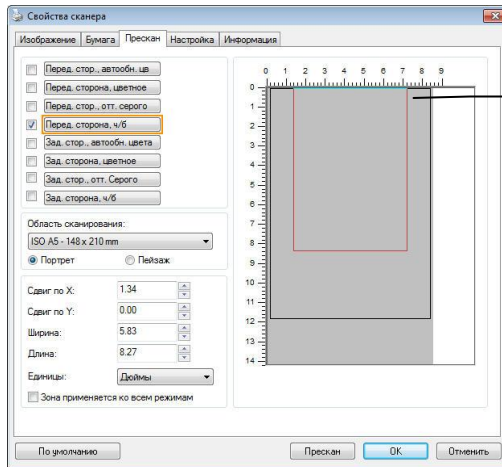 Свойства сканера
Изображение Бумага Прескан Настройка Информация
Перед. стор., автообн. цв
Перед. сторона, цветное
Перед. стор., отт. серого
Перед. сторона, ч/б
Зад. стор., автообн. цвета
Зад. сторона, цветное
Зад. стор., отт. Серого
Зад. сторона, ч/б
Область сканирования:
ISO A5 - 148 x 210 mm
Портрет Пейзаж
Сдвиг по X: 1.34
Сдвиг по Y: 0.00
Ширина: 5.83
Длина: 8.27
Единицы: Дюймы
Зона применяется ко всем режимам
0 1 2 3 4 5 6 7 8 9
0
1
2
3
4
5
6
7
8
9
10
11
12
13
14
По умолчанию Прескан OK Отменить